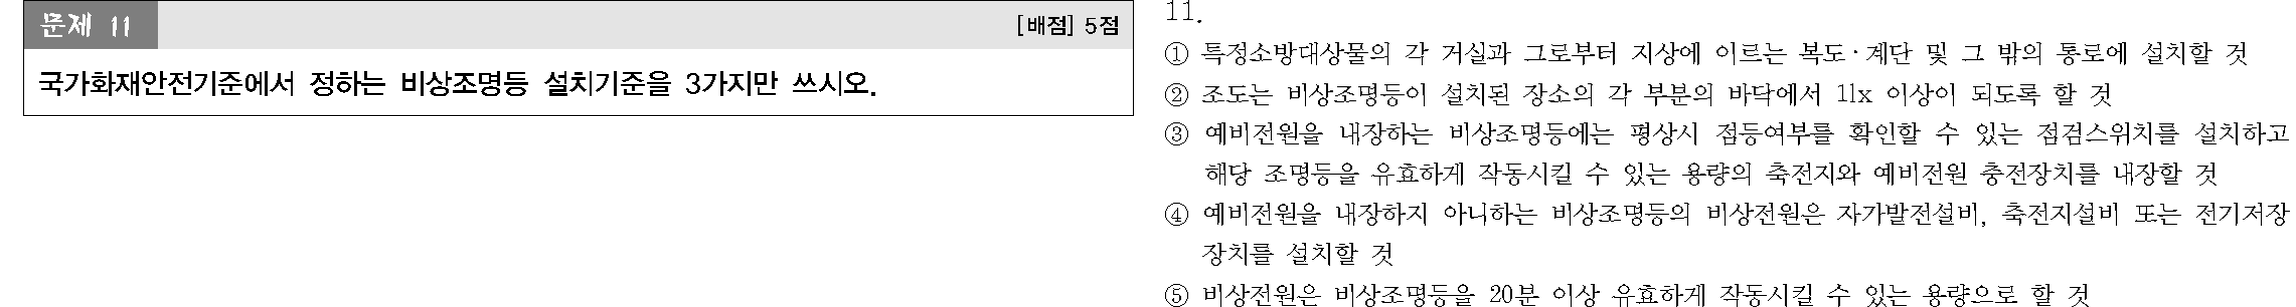 문제 11
[배점] 5점
국가화재안전기준에서 정하는 비상조명등 설치기준을 3가지만 쓰시오.
11.
① 특정소방대상물의 각 거실과 그로부터 지상에 이르는 복도·계단 및 그 밖의 통로에 설치할 것
② 조도는 비상조명등이 설치된 장소의 각 부분의 바닥에서 1lx 이상이 되도록 할 것
③ 예비전원을 내장하는 비상조명등에는 평상시 점등여부를 확인할 수 있는 점검스위치를 설치하고
해당 조명등을 유효하게 작동시킬 수 있는 용량의 축전지와 예비전원 충전장치를 내장할 것
④ 예비전원을 내장하지 아니하는 비상조명등의 비상전원은 자가발전설비, 축전지설비 또는 전기저장
장치를 설치할 것
⑤ 비상전원은 비상조명등을 20분 이상 유효하게 작동시킬 수 있는 용량으로 할 것